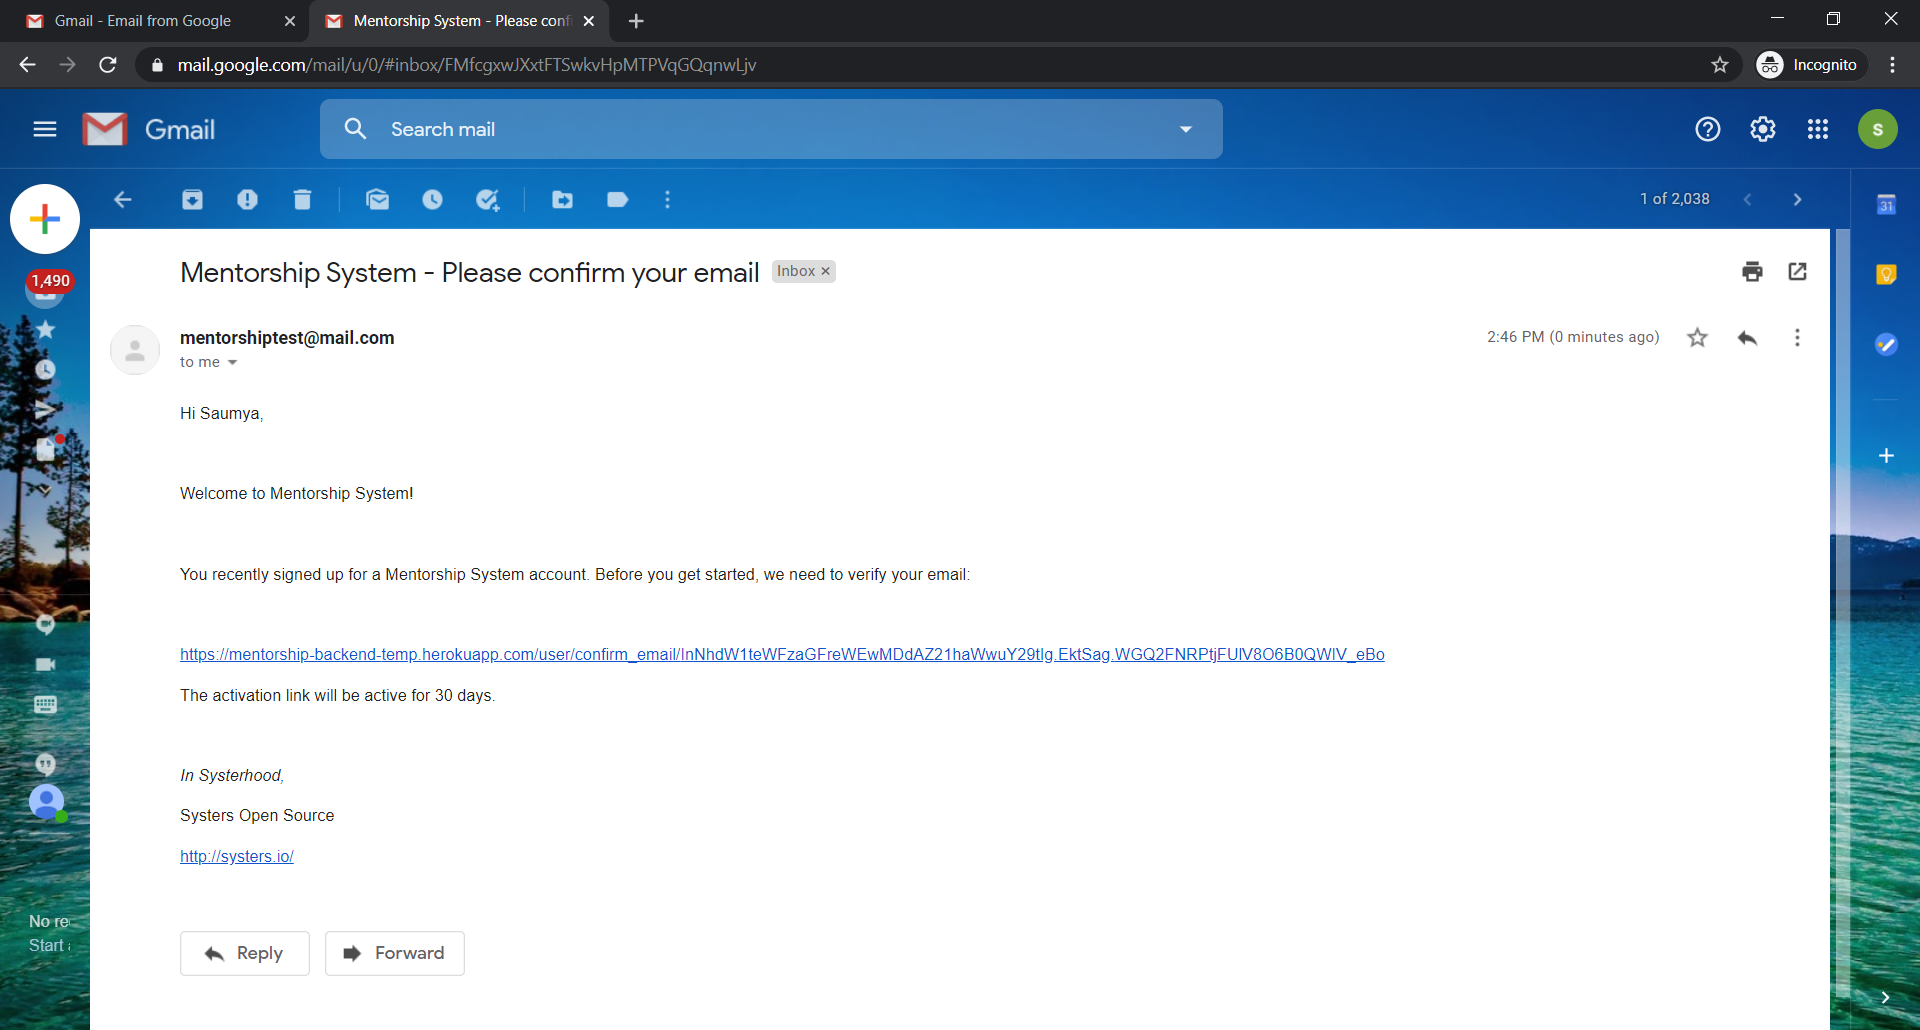 Gmail - Email from Google
Mentorship System - Please conf
mail.google.com/mail/u/0/#inbox/FMfcgxwJXxtFTSwkvHpMTPVqGQqnwLjv
Incognito
Gmail
Search mail
S
1 of 2,038
31
1,490
Mentorship System - Please confirm your email
Inbox ×
mentorshiptest@mail.com
2:46 PM (0 minutes ago)
to me
Hi Saumya,
Welcome to Mentorship System!
You recently signed up for a Mentorship System account. Before you get started, we need to verify your email:
https://mentorship-backend-temp.herokuapp.com/user/confirm_email/InNhdW1teWFzaGFreWEwMDdAZ21haWwuY29tIg.EktSag.WGQ2FNRPtjFUIV8O6B0QWIV_eBo
The activation link will be active for 30 days.
In Systerhood,
Systers Open Source
http://systers.io/
No re
Start
Reply
Forward